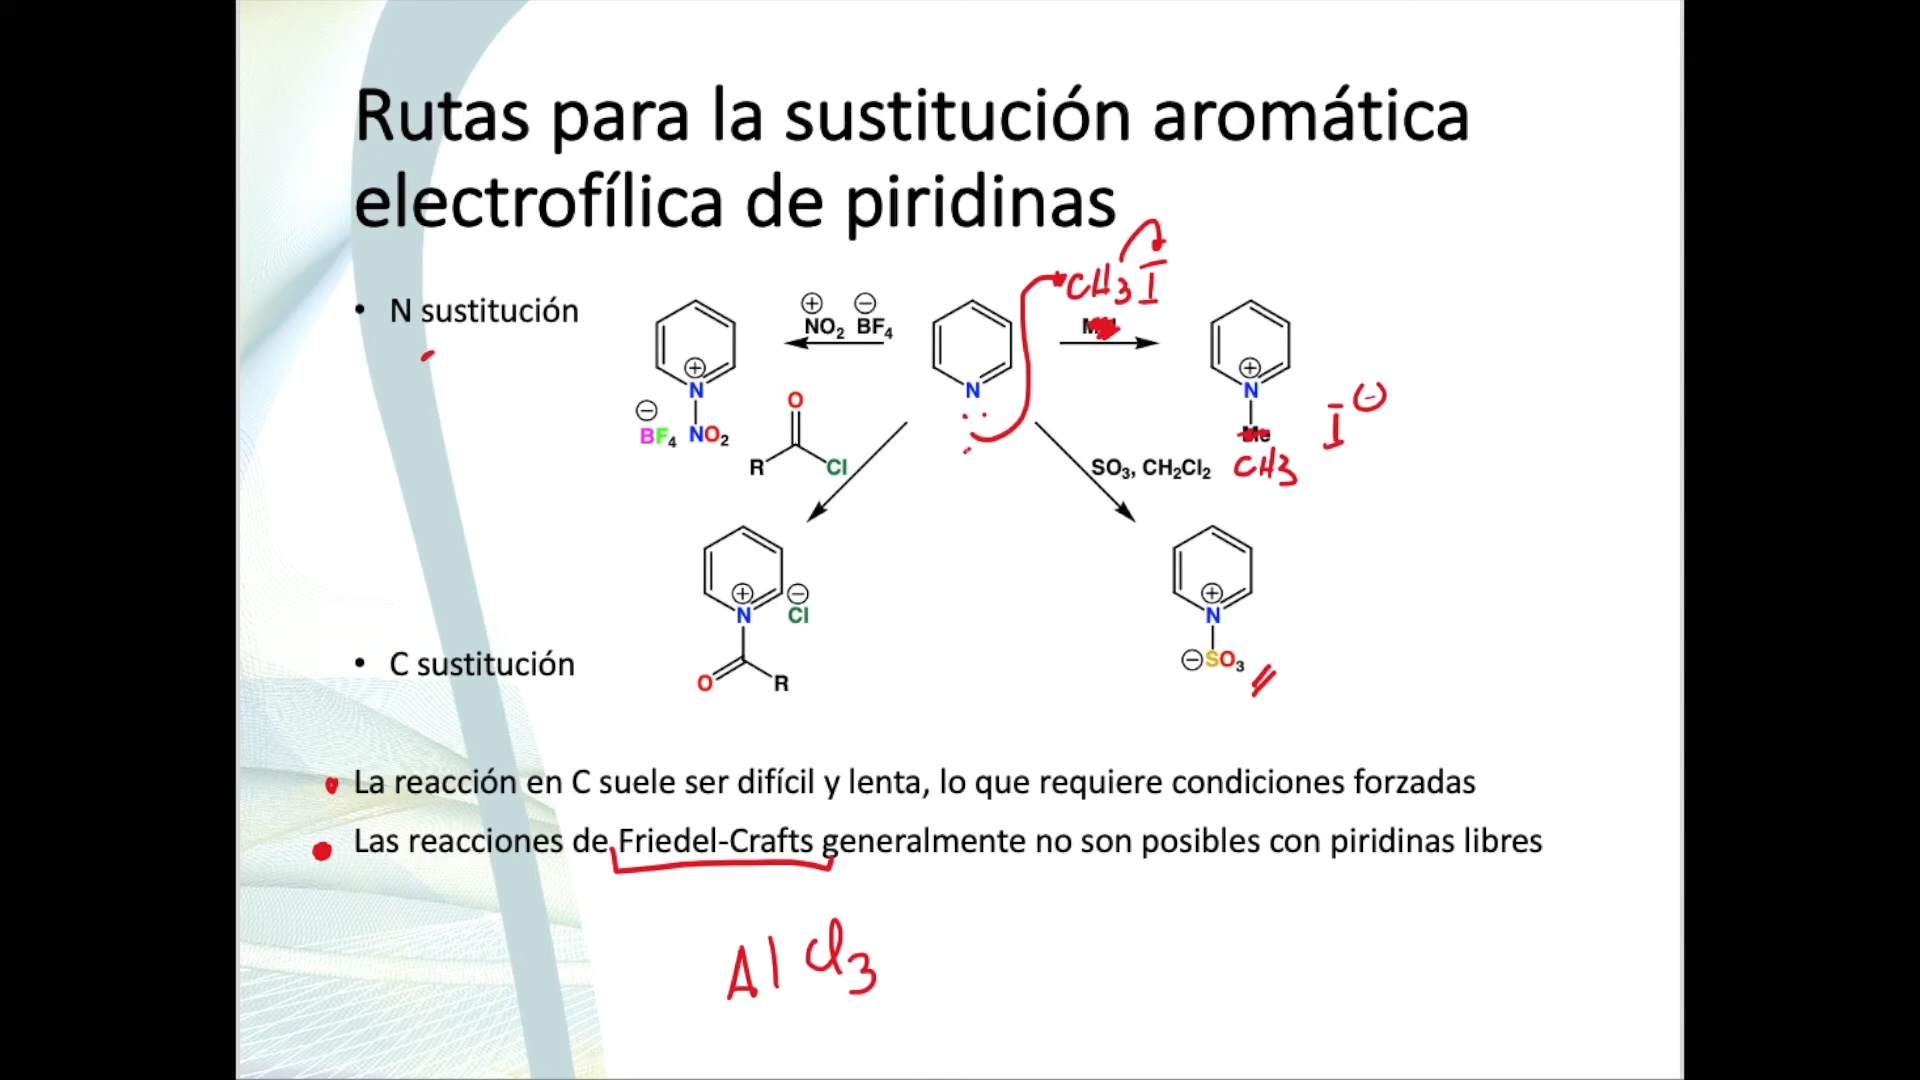 Rutas para la sustitución aromática
electrofílica de piridinas
• N sustitución
CH3 I
⊕ ⊖
NO2 BF4
⊕
N
⊖
BF4 NO2
N
⊕
N
CH3
I ⊖
O
R Cl
SO3, CH2Cl2
⊕ ⊖
N Cl
O R
⊕
N
⊖SO3
• C sustitución
La reacción en C suele ser difícil y lenta, lo que requiere condiciones forzadas
Las reacciones de Friedel-Crafts generalmente no son posibles con piridinas libres
AlCl3